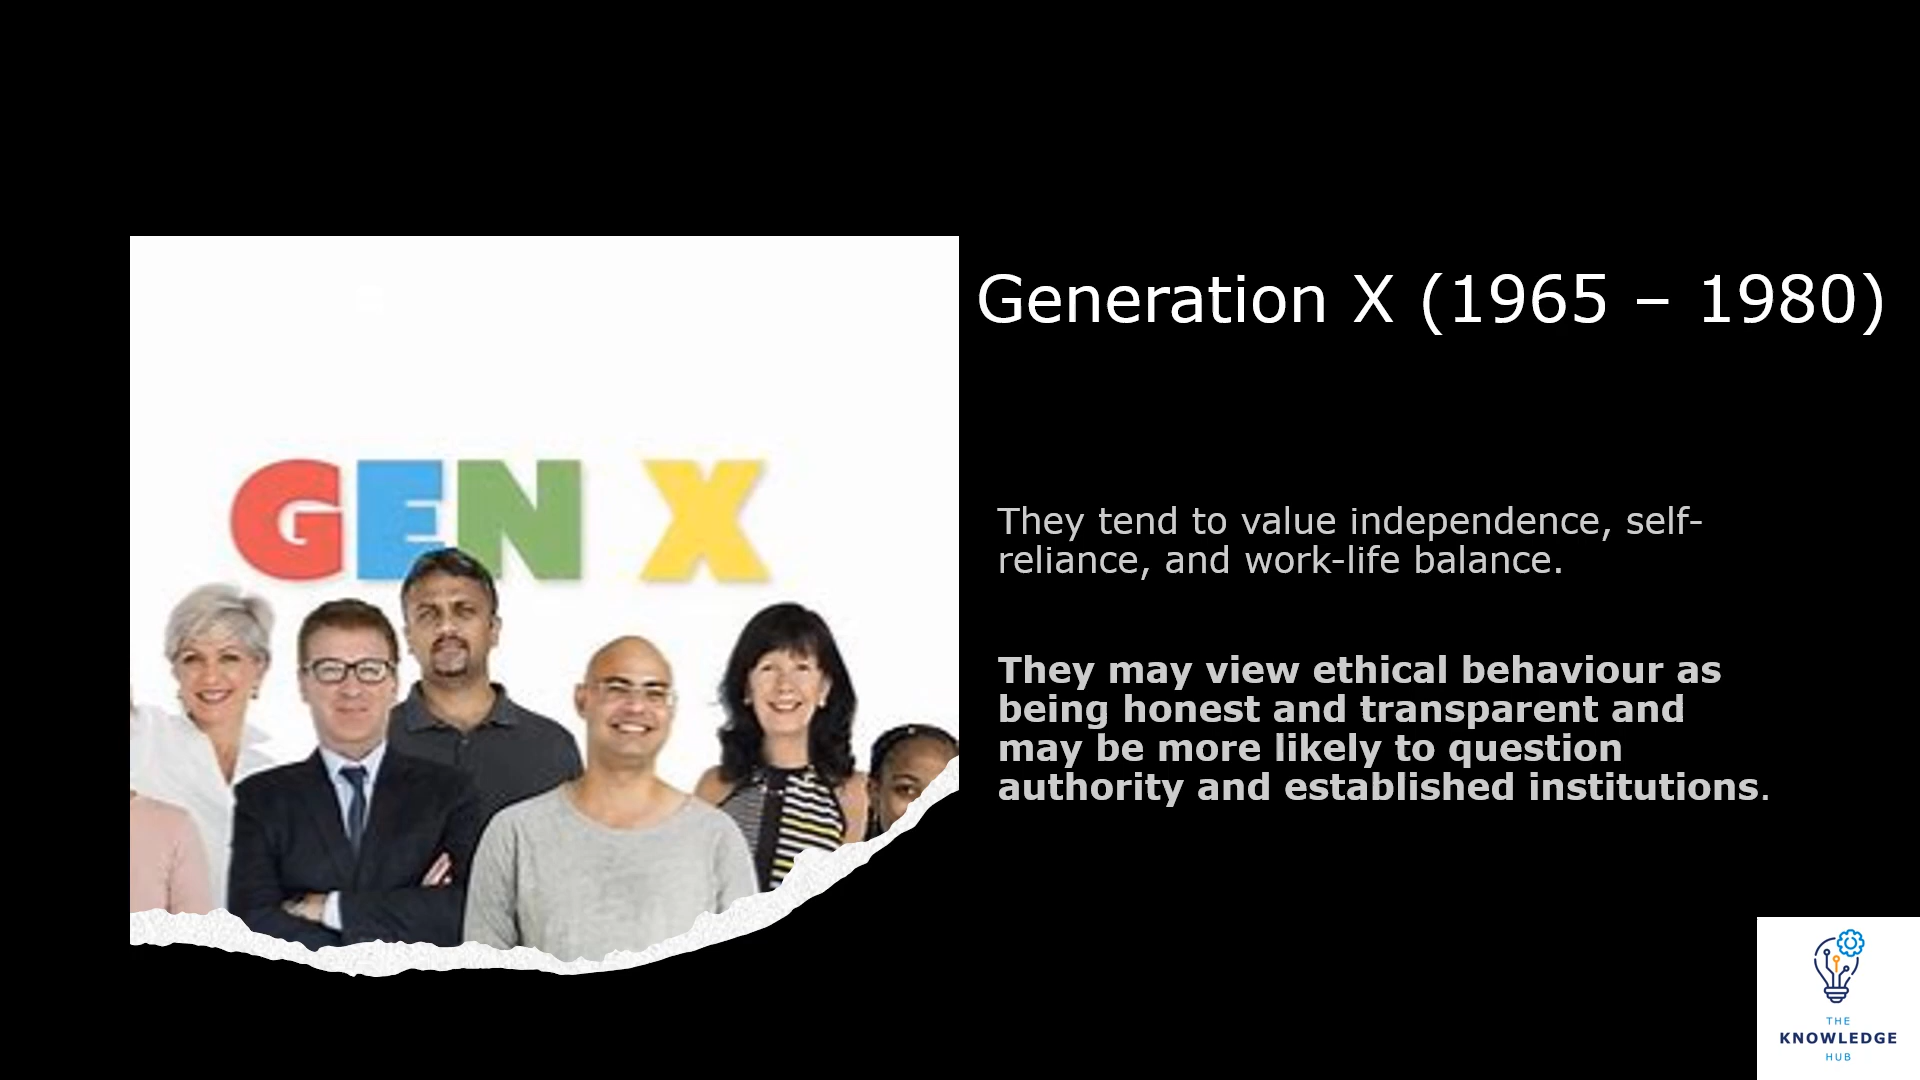 Generation X (1965 – 1980)
GEN X
They tend to value independence, self-
reliance, and work-life balance.
They may view ethical behaviour as
being honest and transparent and
may be more likely to question
authority and established institutions.
THE
KNOWLEDGE
HUB